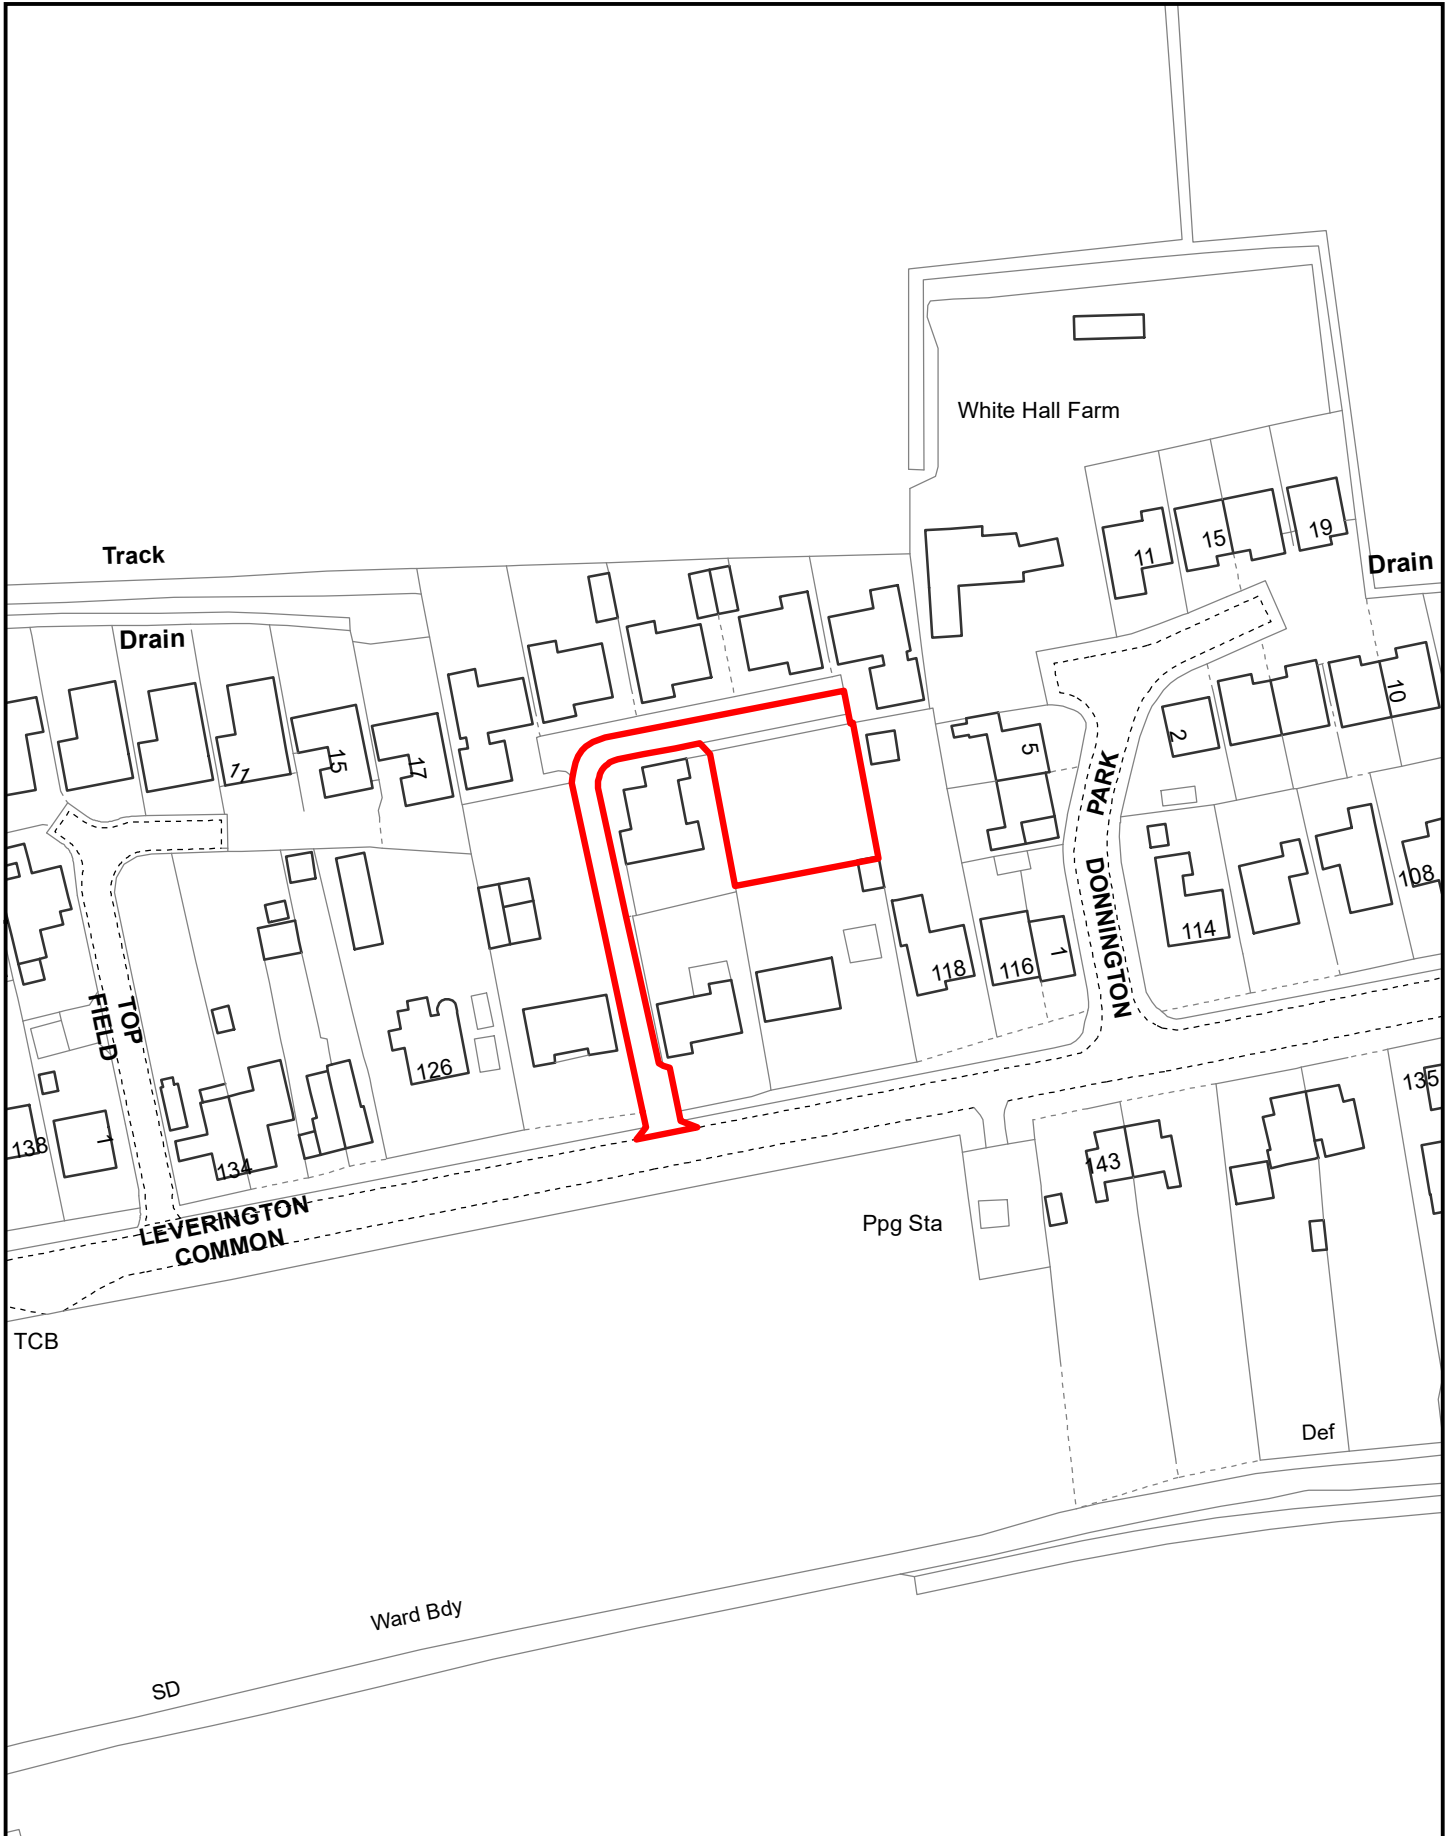 White Hall Farm
Track
Drain
Drain
11
15
19
11
15
17
5
2
10
PARK
DONNINGTON
TOP
FIELD
126
118
116
1
114
108
138
1
134
LEVERINGTON
COMMON
143
135
Ppg Sta
TCB
Def
Ward Bdy
SD